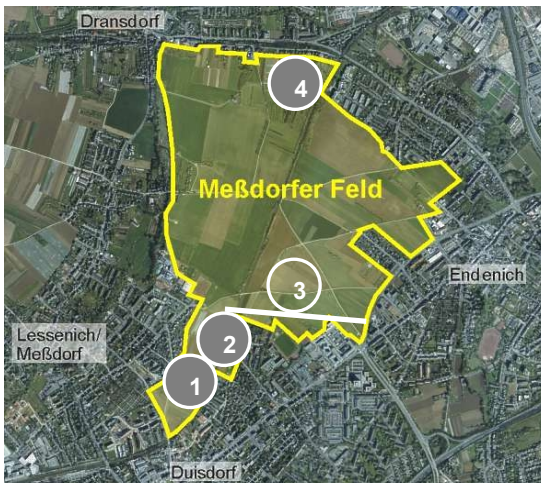 Dransdorf
4
Meßdorfer Feld
Endenich
3
Lessenich/
Meßdorf
2
1
Duisdorf